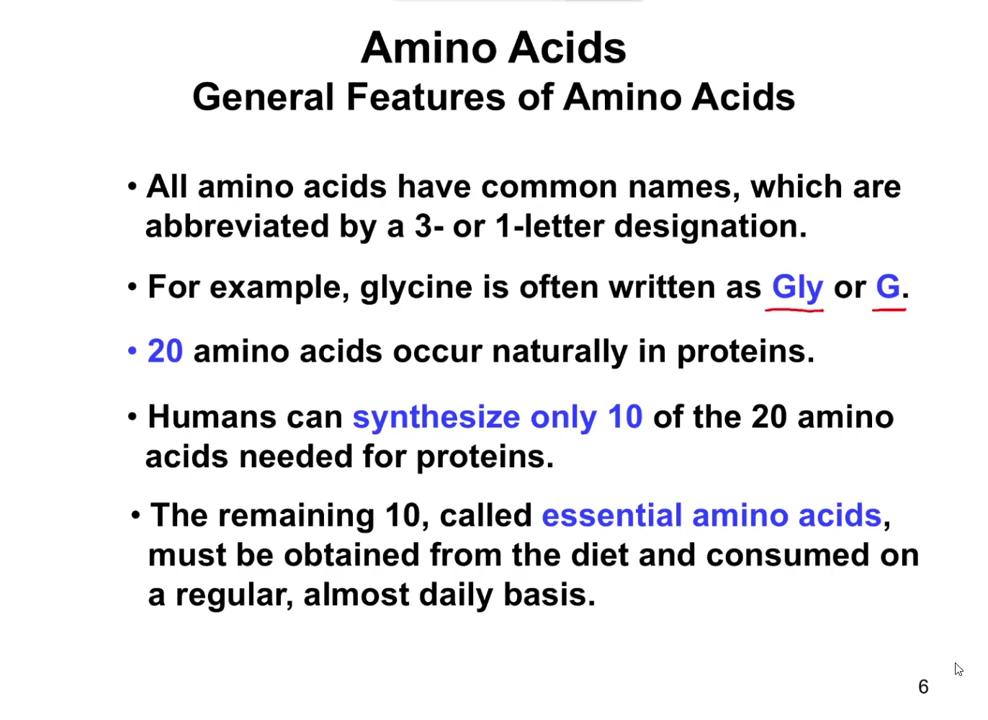 Amino Acids
General Features of Amino Acids
• All amino acids have common names, which are
abbreviated by a 3- or 1-letter designation.
• For example, glycine is often written as Gly or G.
• 20 amino acids occur naturally in proteins.
• Humans can synthesize only 10 of the 20 amino
acids needed for proteins.
• The remaining 10, called essential amino acids,
must be obtained from the diet and consumed on
a regular, almost daily basis.
6